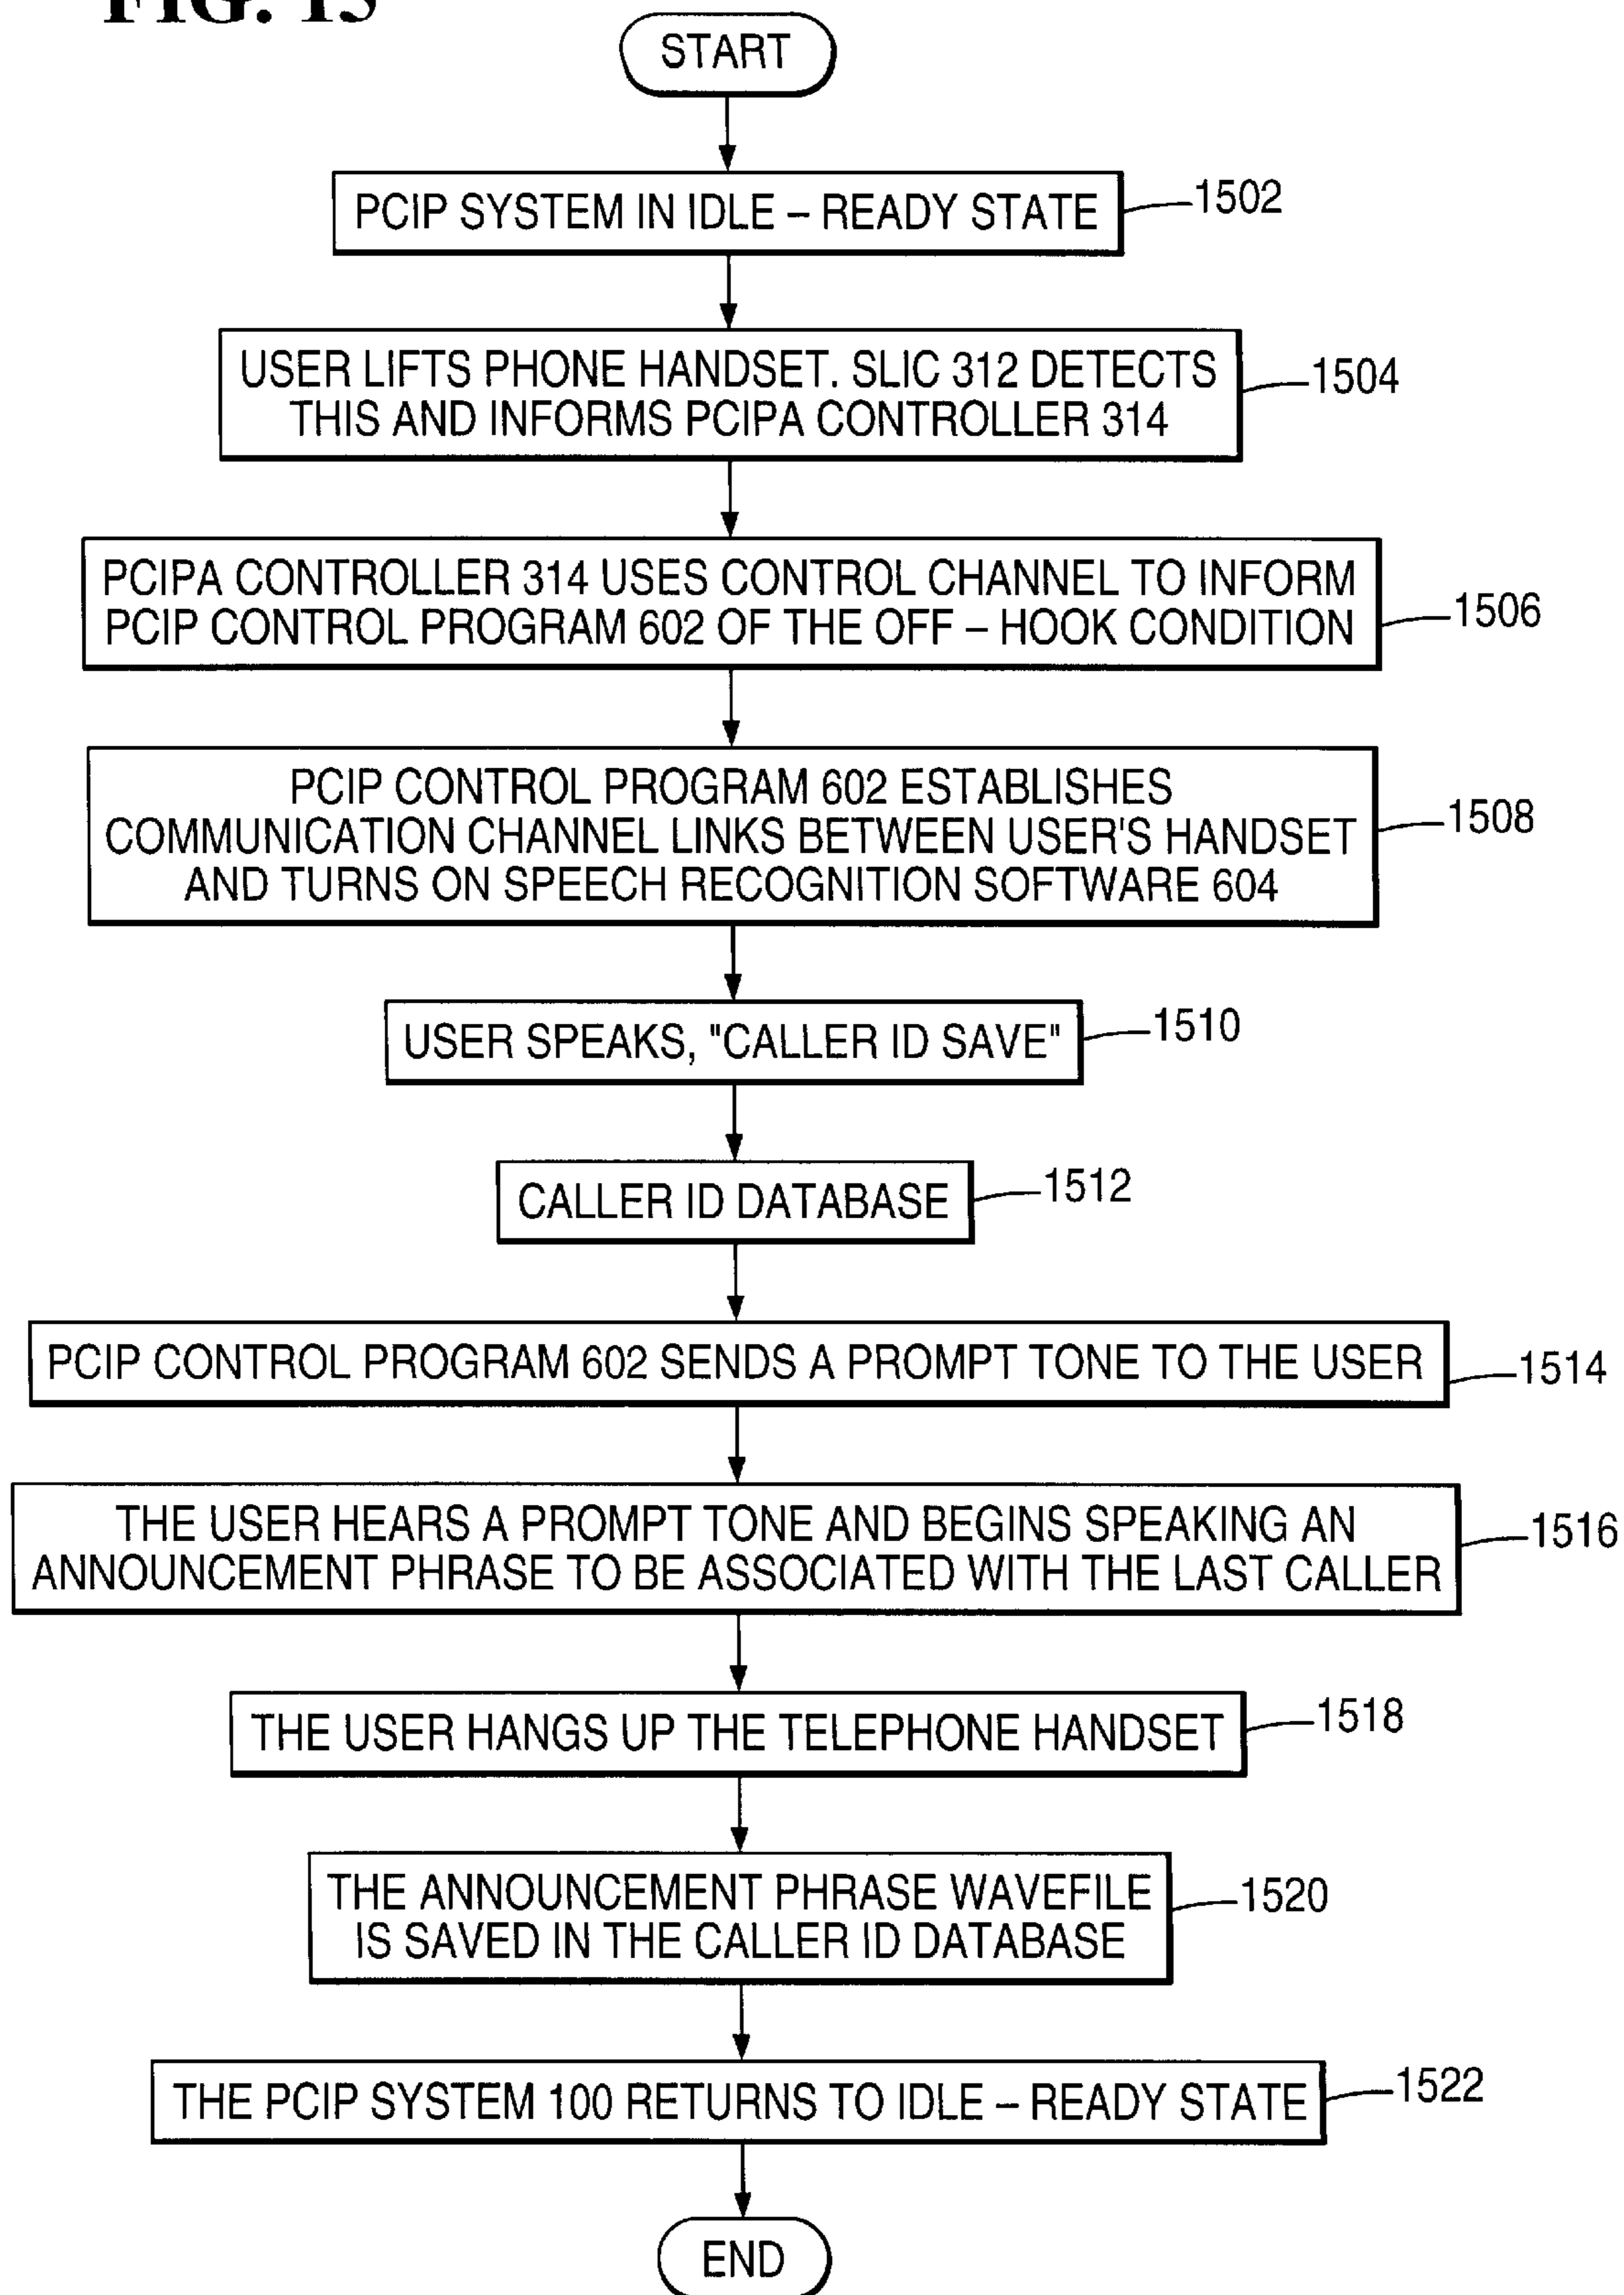 FIG. 15
START
PCIP SYSTEM IN IDLE – READY STATE
1502
USER LIFTS PHONE HANDSET. SLIC 312 DETECTS
THIS AND INFORMS PCIPA CONTROLLER 314
1504
PCIPA CONTROLLER 314 USES CONTROL CHANNEL TO INFORM
PCIP CONTROL PROGRAM 602 OF THE OFF – HOOK CONDITION
1506
PCIP CONTROL PROGRAM 602 ESTABLISHES
COMMUNICATION CHANNEL LINKS BETWEEN USER'S HANDSET
AND TURNS ON SPEECH RECOGNITION SOFTWARE 604
1508
USER SPEAKS, "CALLER ID SAVE"
1510
CALLER ID DATABASE
1512
PCIP CONTROL PROGRAM 602 SENDS A PROMPT TONE TO THE USER
1514
THE USER HEARS A PROMPT TONE AND BEGINS SPEAKING AN
ANNOUNCEMENT PHRASE TO BE ASSOCIATED WITH THE LAST CALLER
1516
THE USER HANGS UP THE TELEPHONE HANDSET
1518
THE ANNOUNCEMENT PHRASE WAVEFILE
IS SAVED IN THE CALLER ID DATABASE
1520
THE PCIP SYSTEM 100 RETURNS TO IDLE – READY STATE
1522
END